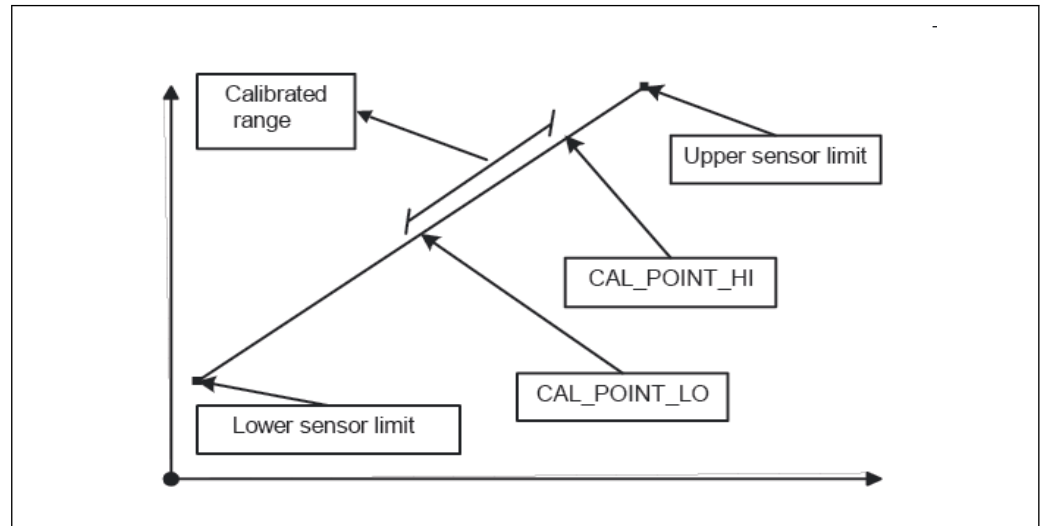 Calibrated
range
Upper sensor limit
CAL_POINT_HI
CAL_POINT_LO
Lower sensor limit